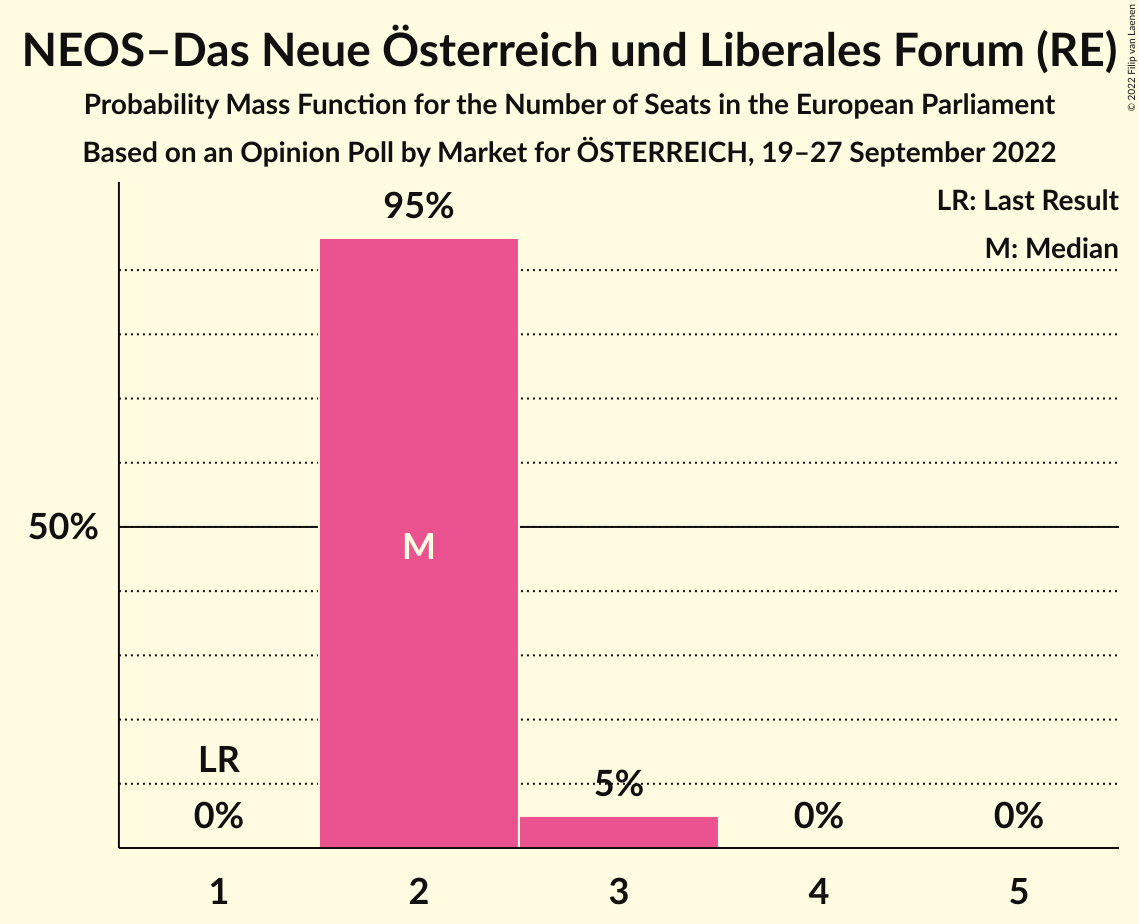 NEOS–Das Neue Österreich und Liberales Forum (RE)
Probability Mass Function for the Number of Seats in the European Parliament
Based on an Opinion Poll by Market for ÖSTERREICH, 19–27 September 2022
© 2022 Filip van Laenen
LR: Last Result
M: Median
95%
50%
M
LR
0%
5%
0%
0%
1
2
3
4
5